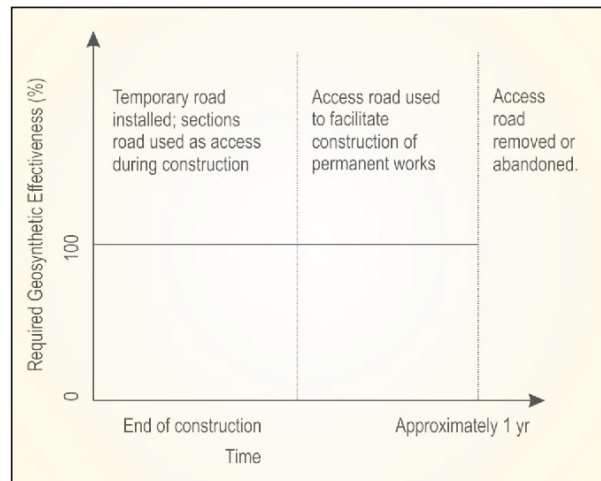 Required Geosynthetic Effectiveness (%)
100
0
Temporary road
installed; sections
road used as access
during construction
Access road used
to facilitate
construction of
permanent works
Access
road
removed or
abandoned.
End of construction
Approximately 1 yr
Time